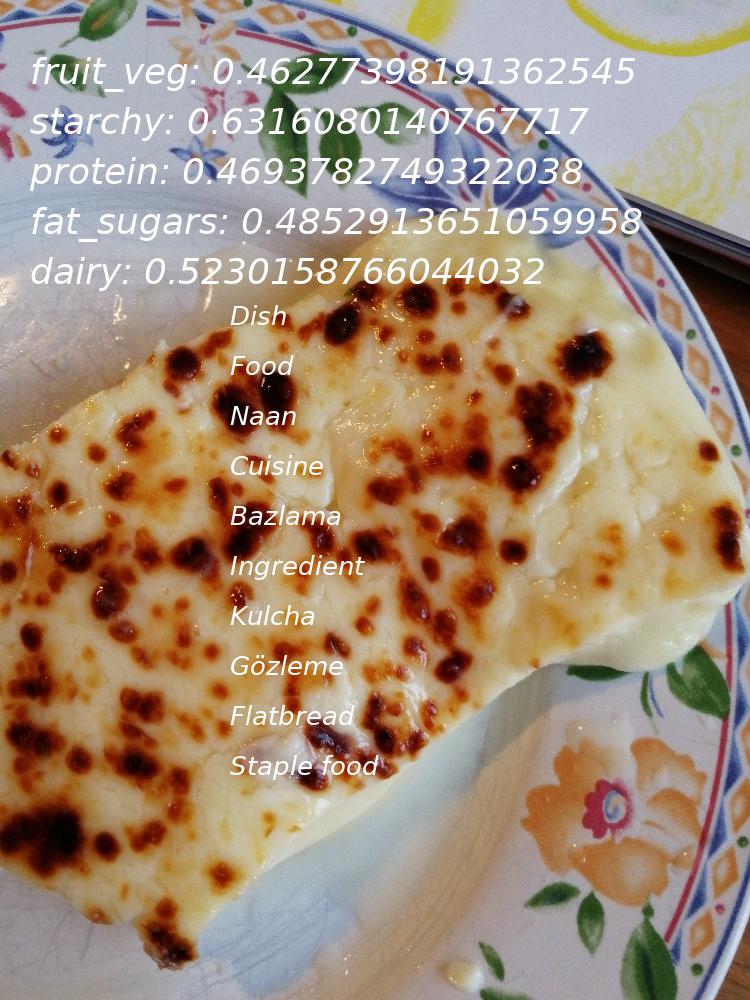 fruit_veg: 0.46277398191362545
starchy: 0.6316080140767717
protein: 0.4693782749322038
fat_sugars: 0.4852913651059958
dairy: 0.5230158766044032
Dish
Food
Naan
Cuisine
Bazlama
Ingredient
Kulcha
Gözleme
Flatbread
Staple food